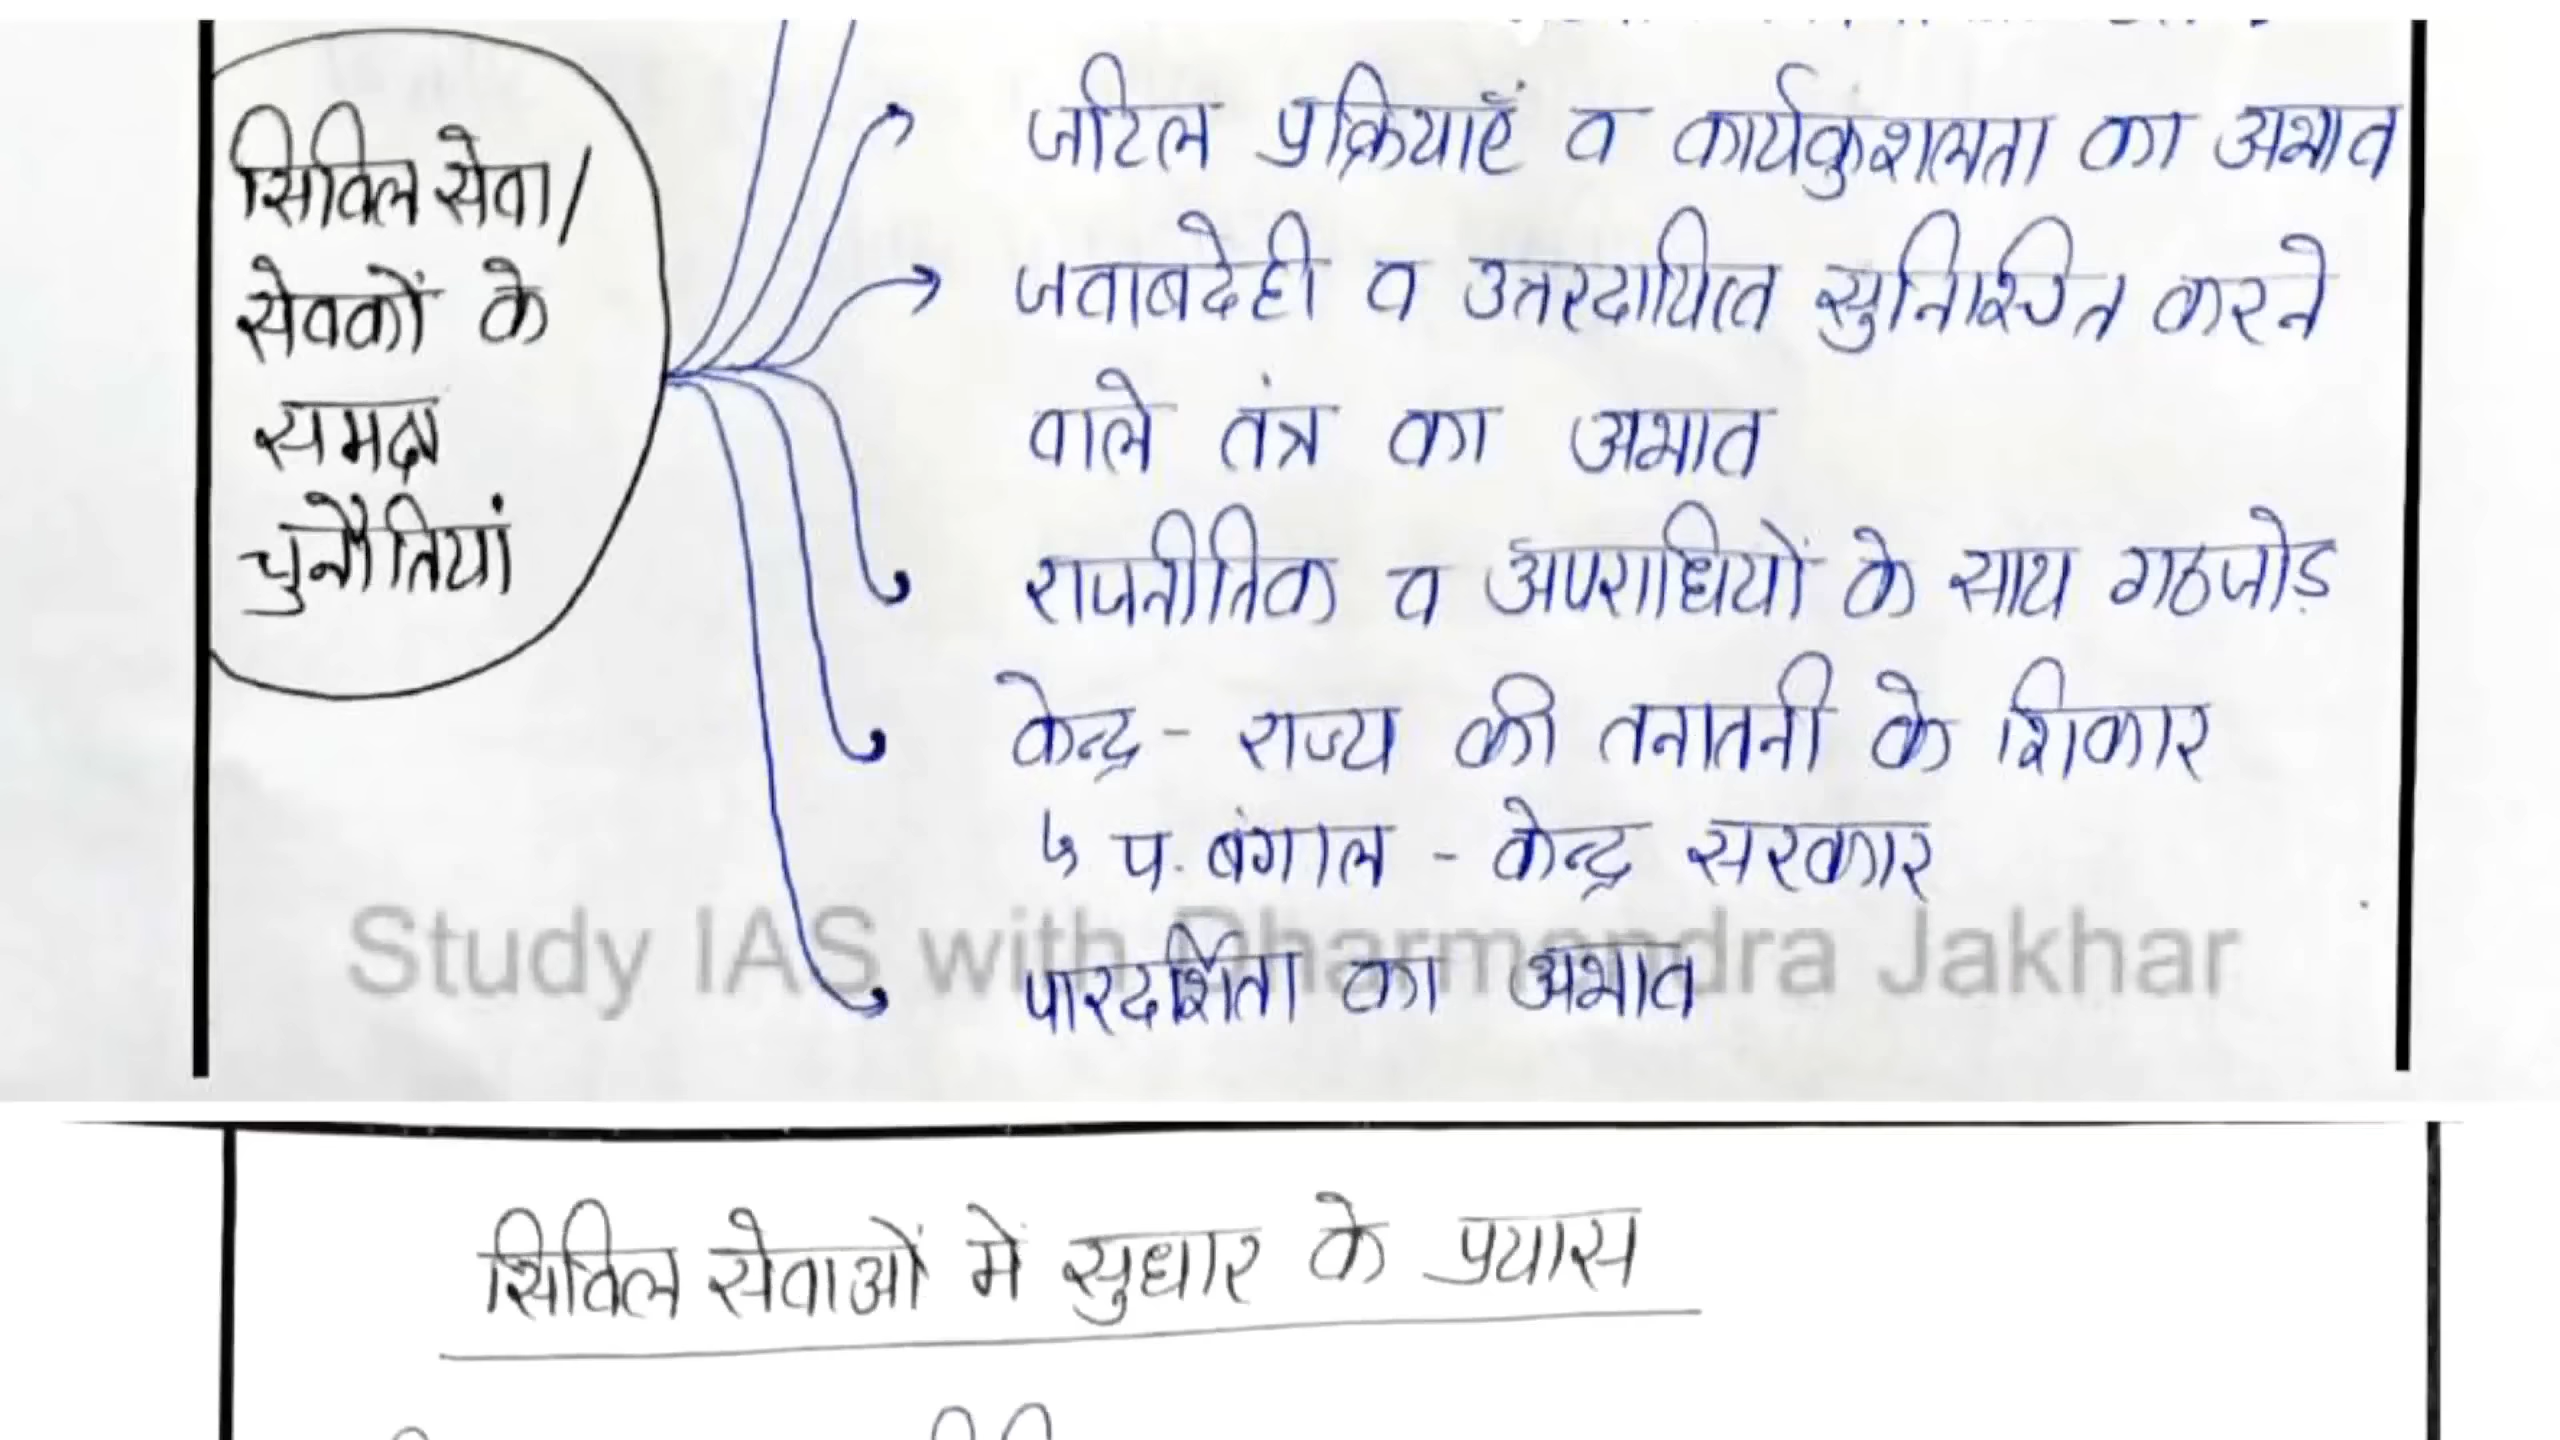 सिविल सेवा/
सेवकों के
समक्ष
चुनौतियां
जटिल प्रक्रियाएँ व कार्यकुशलता का अभाव
जवाबदेही व उत्तरदायित्व सुनिश्चित करने
वाले तंत्र का अभाव
राजनीतिक व अपराधियों के साथ गठजोड़
केन्द्र - राज्य की तनातनी के शिकार
↳ प. बंगाल - केन्द्र सरकार
पारदर्शिता का अभाव
Study IAS with Dharmendra Jakhar
सिविल सेवाओं में सुधार के प्रयास